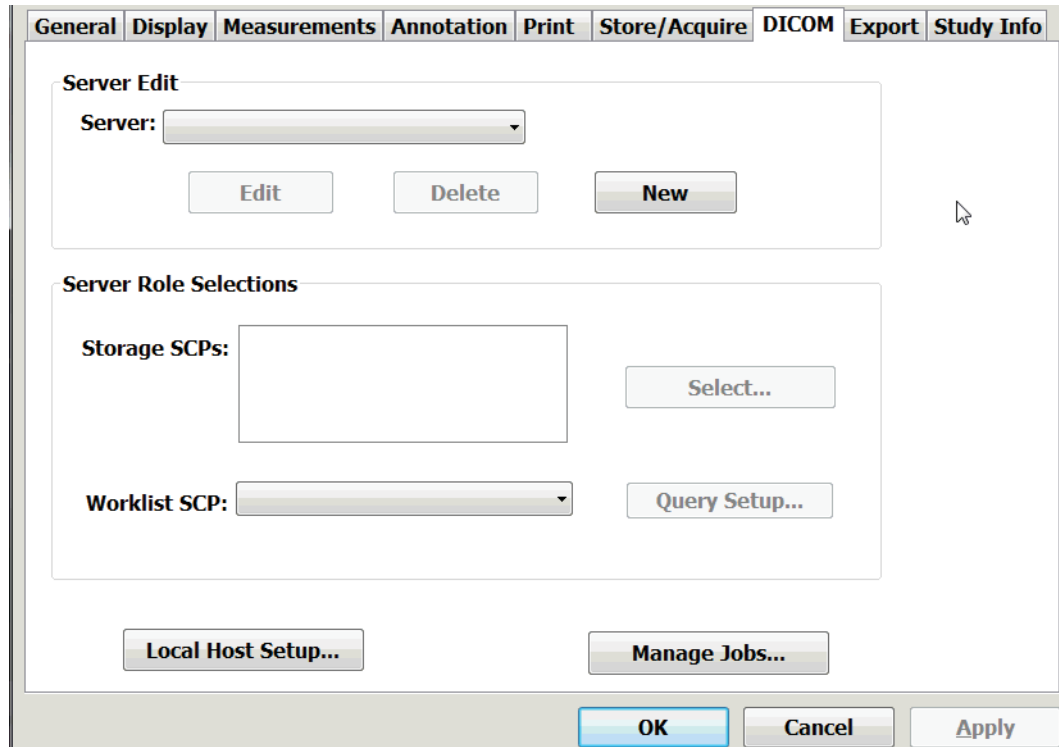 General Display Measurements Annotation Print Store/Acquire DICOM Export Study Info
Server Edit
Server:
Edit Delete New
Server Role Selections
Storage SCPs:
Select...
Worklist SCP:
Query Setup...
Local Host Setup... Manage Jobs...
OK Cancel Apply